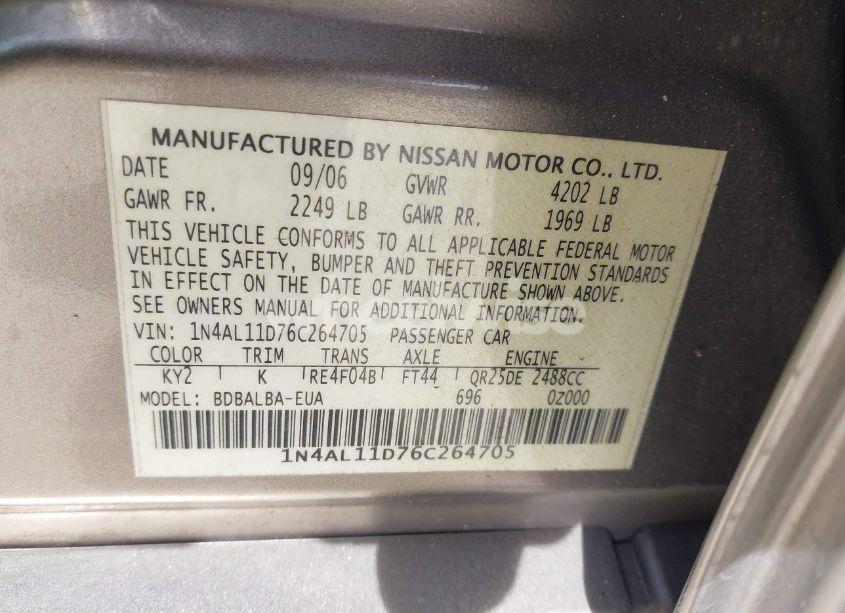 MANUFACTURED BY NISSAN MOTOR CO., LTD.
DATE 09/06 GVWR 4202 LB
GAWR FR. 2249 LB GAWR RR. 1969 LB
THIS VEHICLE CONFORMS TO ALL APPLICABLE FEDERAL MOTOR
VEHICLE SAFETY, BUMPER AND THEFT PREVENTION STANDARDS
IN EFFECT ON THE DATE OF MANUFACTURE SHOWN ABOVE.
SEE OWNERS MANUAL FOR ADDITIONAL INFORMATION.
VIN: 1N4AL11D76C264705 PASSENGER CAR
COLOR TRIM TRANS AXLE ENGINE
KY2 K RE4F04B FT44 QR25DE 2488CC
MODEL: BDBALBA-EUA 696 0Z000
1N4AL11D76C264705